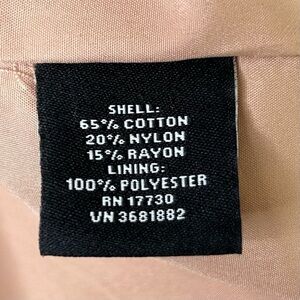 SHELL:
65% COTTON
20% NYLON
15% RAYON
LINING:
100% POLYESTER
RN 17730
VN 3681882